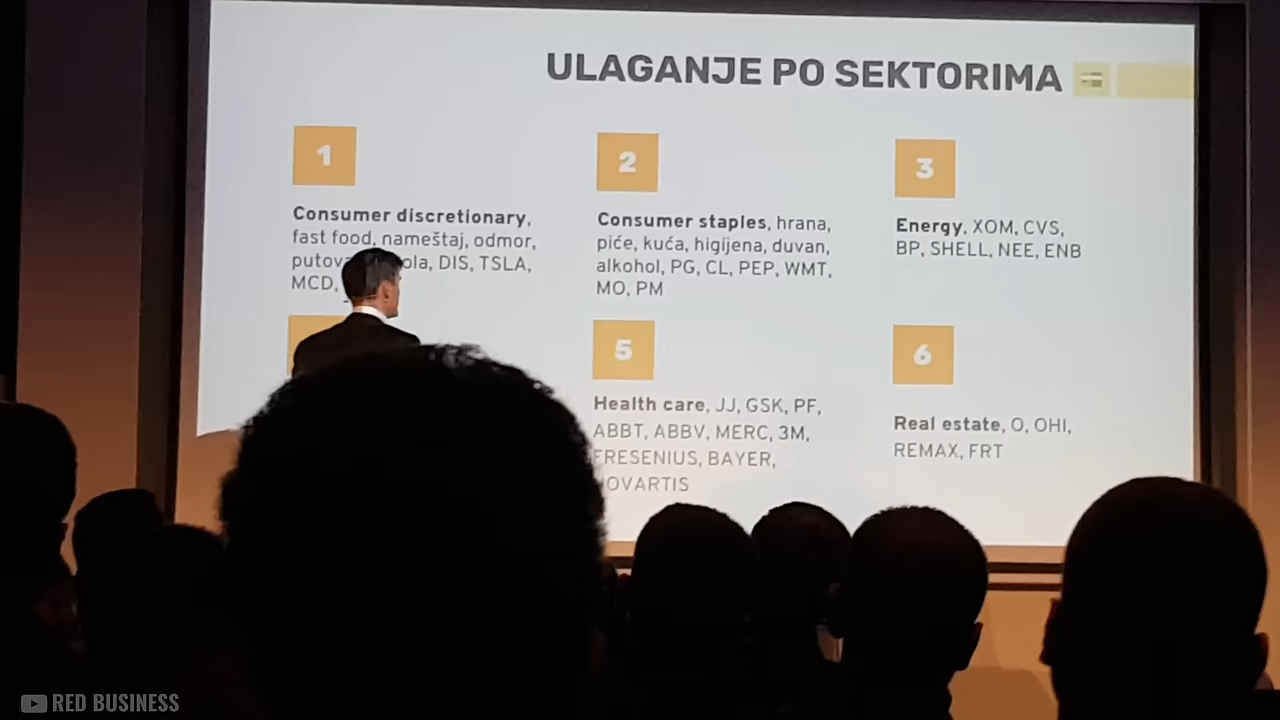 ULAGANJE PO SEKTORIMA
1
Consumer discretionary,
fast food, nameštaj, odmor,
DIS, TSLA,
MCD,
2
Consumer staples, hrana,
piće, kuća, higijena, duvan,
alkohol, PG, CL, PEP, WMT,
MO, PM
3
Energy, XOM, CVS,
BP, SHELL, NEE, ENB
5
Health care, JJ, GSK, PF,
ABBT, ABBV, MERC, 3M,
FRESENIUS, BAYER,
NOVARTIS
6
Real estate, O, OHI,
REMAX, FRT
RED BUSINESS